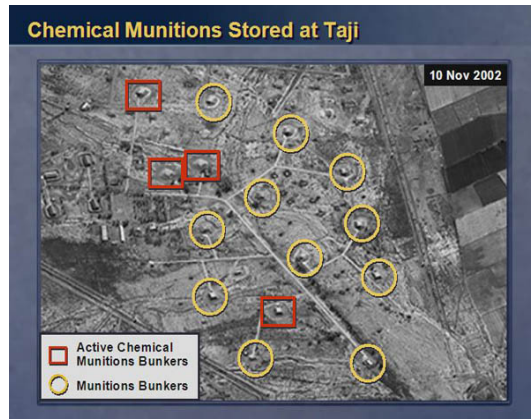 Chemical Munitions Stored at Taji
10 Nov 2002
Active Chemical
Munitions Bunkers
Munitions Bunkers